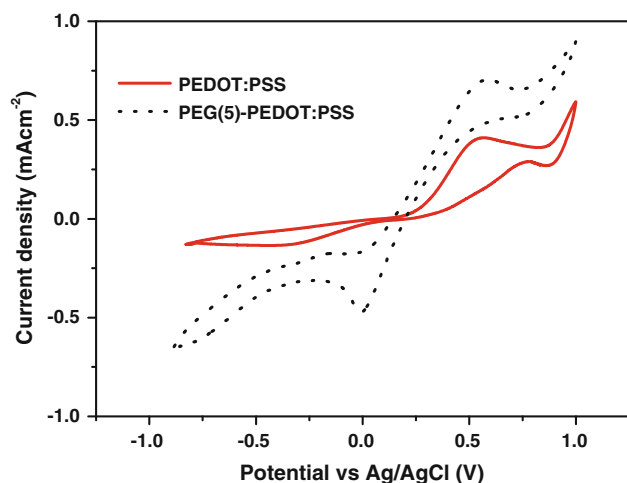 1.0
PEDOT:PSS
PEG(5)-PEDOT:PSS
0.5
0.0
-0.5
-1.0
Current density (mAcm-2)
-1.0 -0.5 0.0 0.5 1.0
Potential vs Ag/AgCl (V)